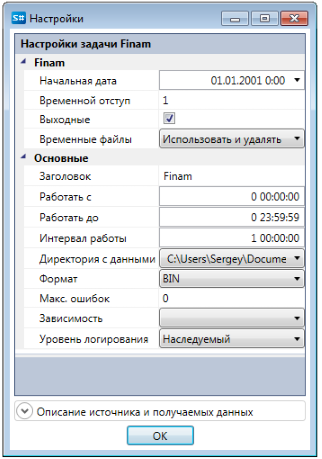 S# Настройки
Настройки задачи Finam
Finam
Начальная дата 01.01.2001 0:00
Временной отступ 1
Выходные
Временные файлы Использовать и удалять
Основные
Заголовок Finam
Работать с 0 00:00:00
Работать до 0 23:59:59
Интервал работы 1 00:00:00
Директория с данными C:\Users\Sergey\Docume
Формат BIN
Макс. ошибок 0
Зависимость
Уровень логирования Наследуемый
Описание источника и получаемых данных
OK